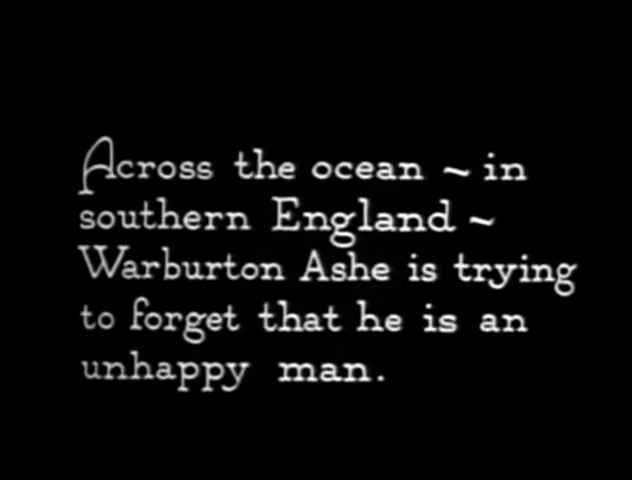 Across the ocean ~ in
southern England ~
Warburton Ashe is trying
to forget that he is an
unhappy man.